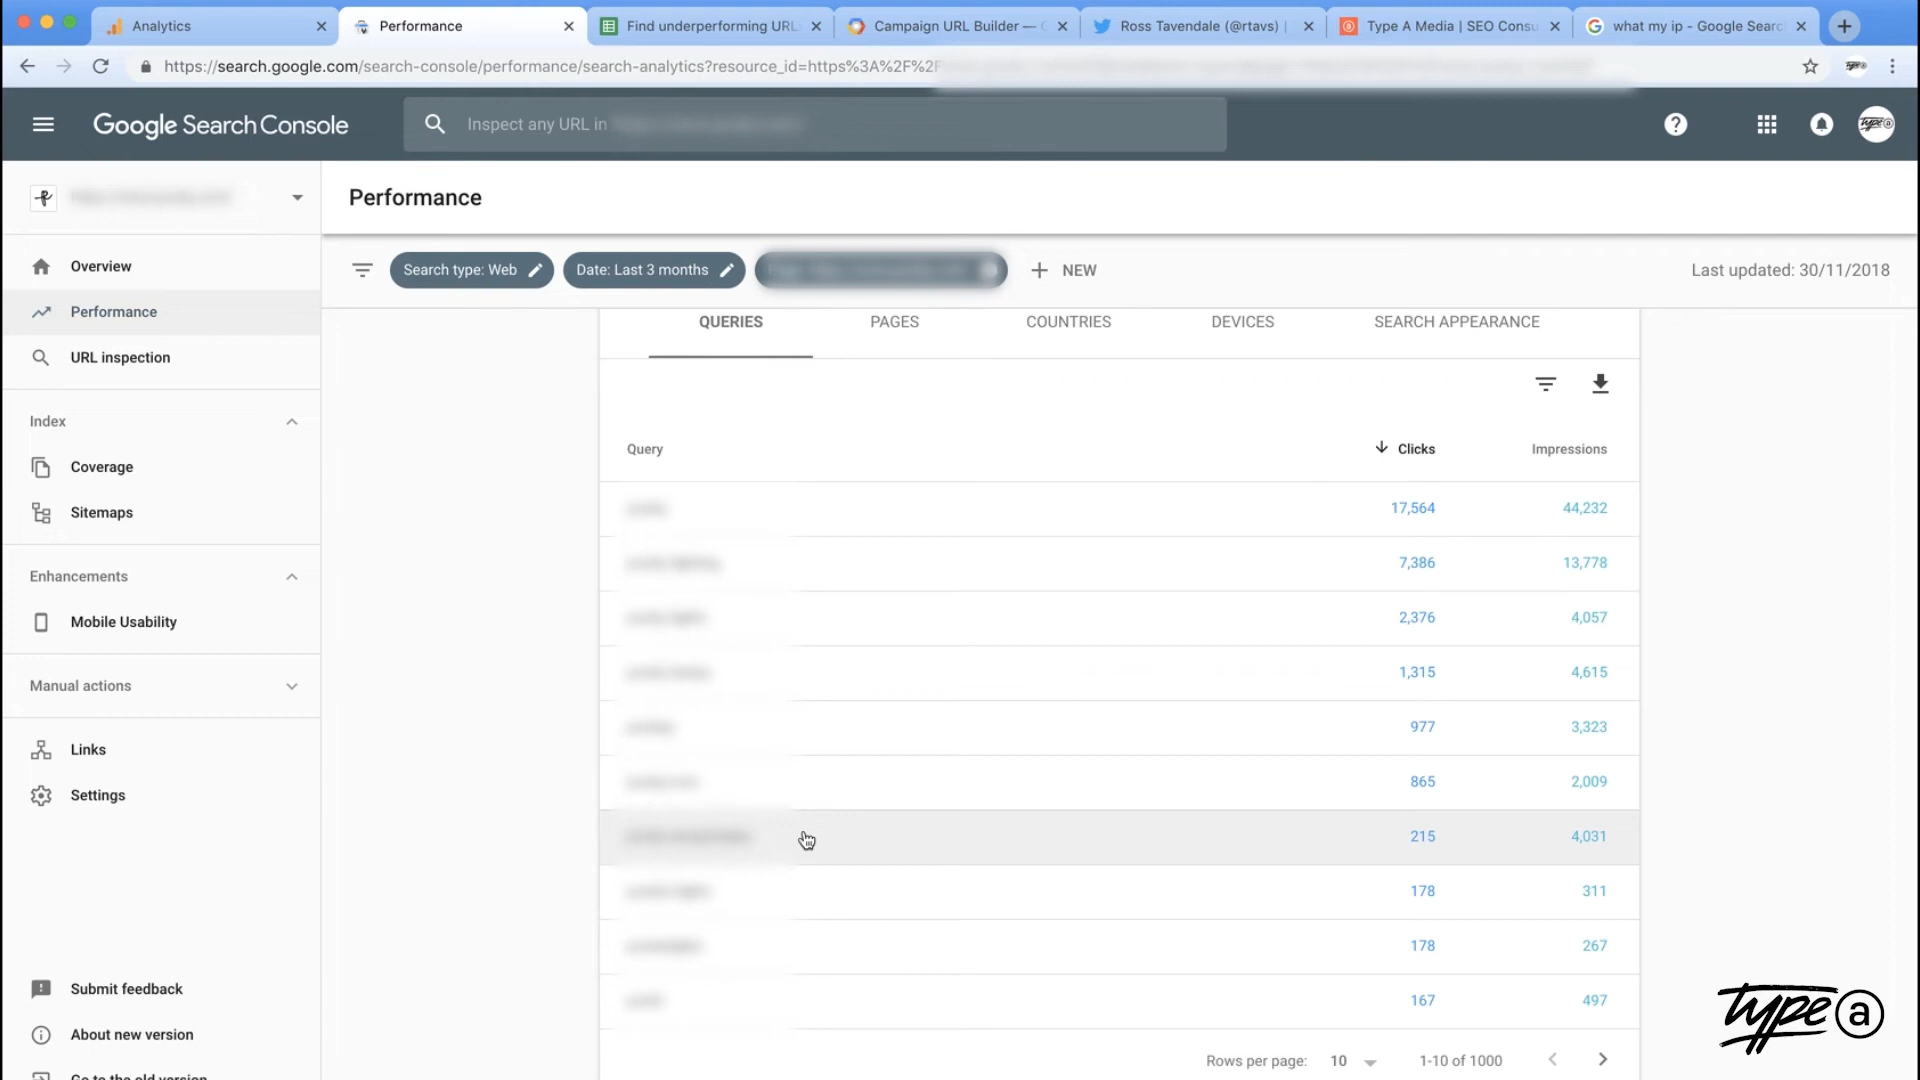 Analytics
Performance
Find underperforming URL
Campaign URL Builder —
Ross Tavendale (@rtavs) |
Type A Media | SEO Consu
what my ip - Google Searc
https://search.google.com/search-console/performance/search-analytics?resource_id=https%3A%2F%2F
Google Search Console
Inspect any URL in
type a
Performance
Overview
Performance
URL inspection
Index
Coverage
Sitemaps
Enhancements
Mobile Usability
Manual actions
Links
Settings
Submit feedback
About new version
Go to the old version
Search type: Web
Date: Last 3 months
NEW
Last updated: 30/11/2018
QUERIES PAGES COUNTRIES DEVICES SEARCH APPEARANCE
Query Clicks Impressions
17,564 44,232
7,386 13,778
2,376 4,057
1,315 4,615
977 3,323
865 2,009
215 4,031
178 311
178 267
167 497
Rows per page: 10 1-10 of 1000
type a